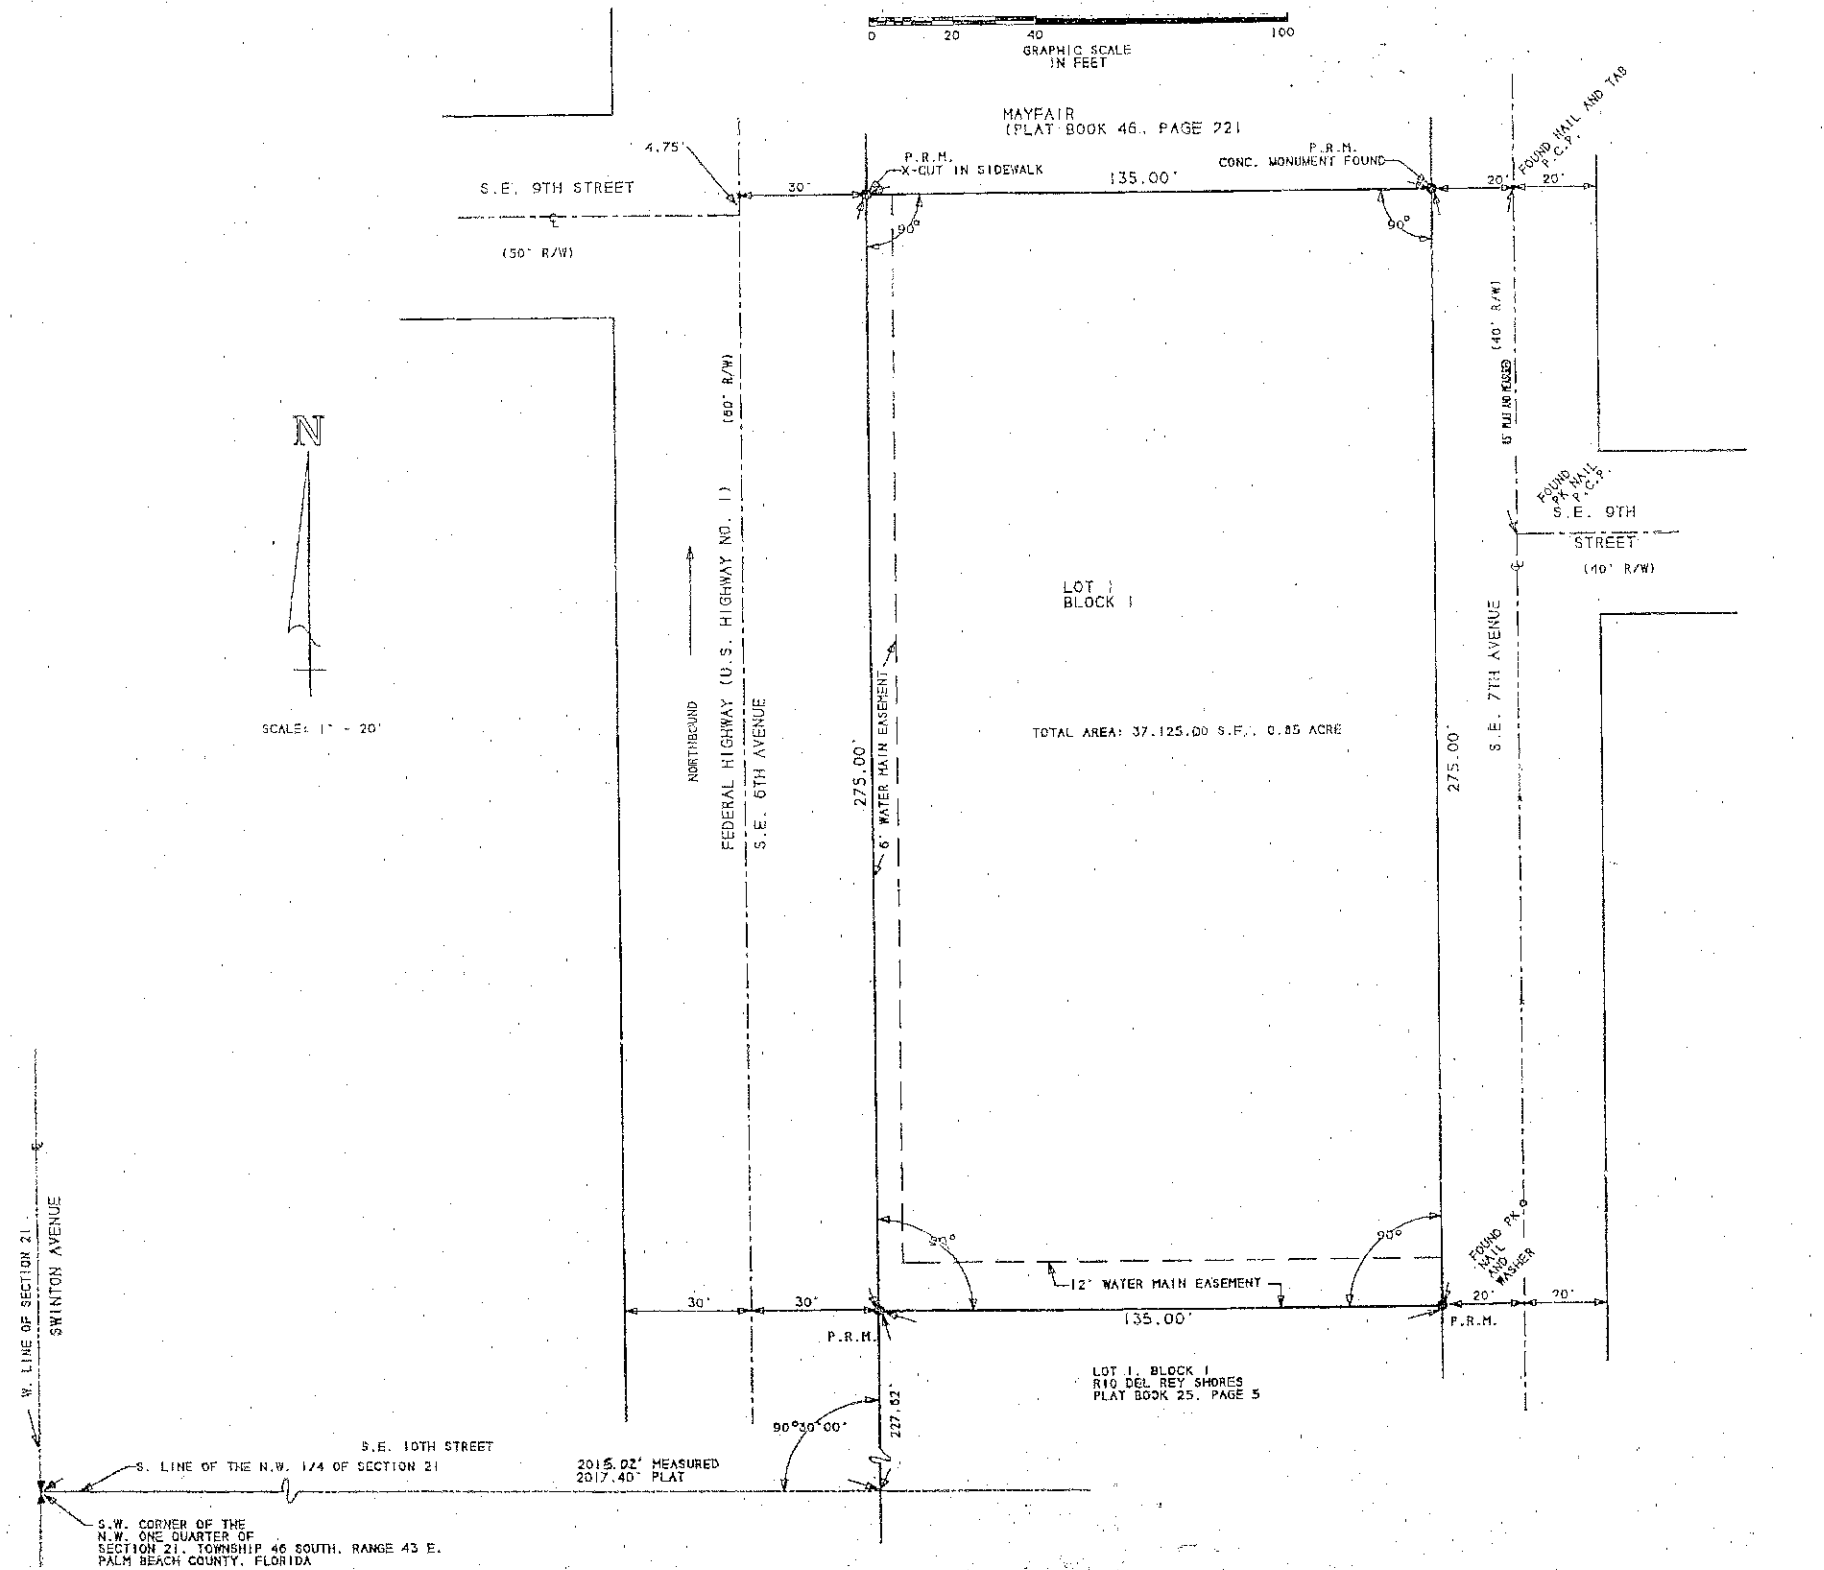 0 20 40 100
GRAPHIC SCALE
IN FEET
MAYFAIR
(PLAT BOOK 46, PAGE 22)
FOUND NAIL AND TAB
P.C.P.
4.75'
S.E. 9TH STREET
(50' R/W)
30'
P.R.M.
X-CUT IN SIDEWALK
135.00'
P.R.M.
CONC. MONUMENT FOUND
20'
20'
90°
90°
(40' R/W)
(60' R/W)
N
SCALE: 1" - 20'
NORTHBOUND
FEDERAL HIGHWAY (U.S. HIGHWAY NO. 1)
S.E. 6TH AVENUE
275.00'
6' WATER MAIN EASEMENT
LOT 1
BLOCK 1
TOTAL AREA: 37,125.00 S.F., 0.85 ACRE
275.00'
S.E. 7TH AVENUE
FOUND
PK NAIL
P.C.P.
S.E. 9TH
STREET
(40' R/W)
90°
90°
12' WATER MAIN EASEMENT
FOUND PK
NAIL
AND
WASHER
30'
30'
135.00'
20'
20'
P.R.M.
P.R.M.
LOT 1, BLOCK 1
RIO DEL REY SHORES
PLAT BOOK 25, PAGE 5
W. LINE OF SECTION 21
SWINTON AVENUE
90°30'00"
227.62'
S.E. 10TH STREET
S. LINE OF THE N.W. 1/4 OF SECTION 21
2015.02' MEASURED
2017.40' PLAT
S.W. CORNER OF THE
N.W. ONE QUARTER OF
SECTION 21, TOWNSHIP 46 SOUTH, RANGE 43 E.
PALM BEACH COUNTY, FLORIDA